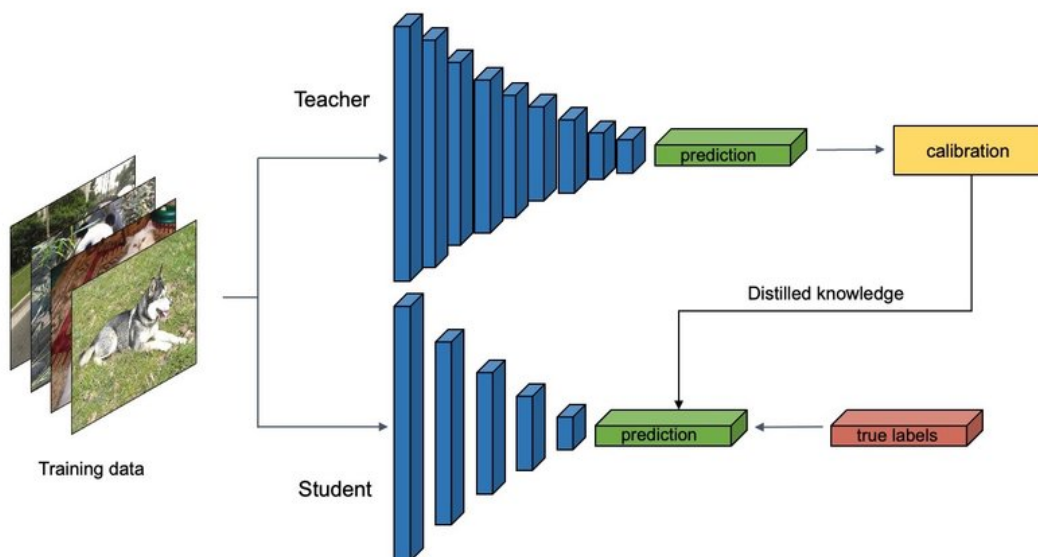 Teacher
prediction
calibration
Distilled knowledge
prediction
true labels
Training data
Student